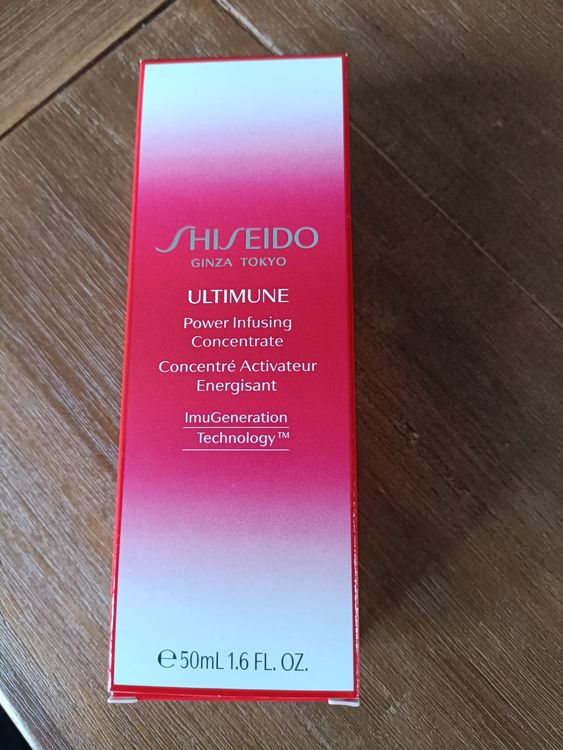 SHISEIDO
GINZA TOKYO
ULTIMUNE
Power Infusing
Concentrate
Concentré Activateur
Energisant
ImuGeneration
Technology™
℮50mL 1.6 FL. OZ.